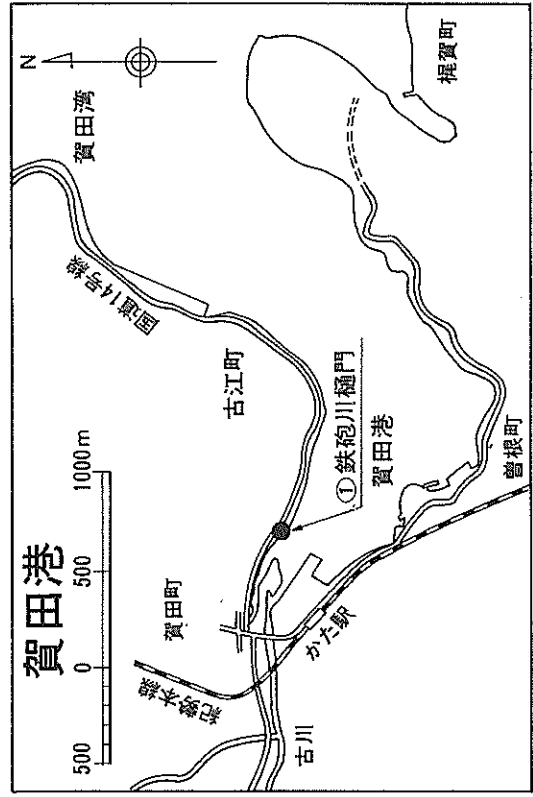 賀田港
500 0 500 1000m
N
賀田湾
国道14号線
古江町
賀田町
①鉄砲川樋門
賀田港
紀勢本線
かた駅
古川
曽根町
梶賀町